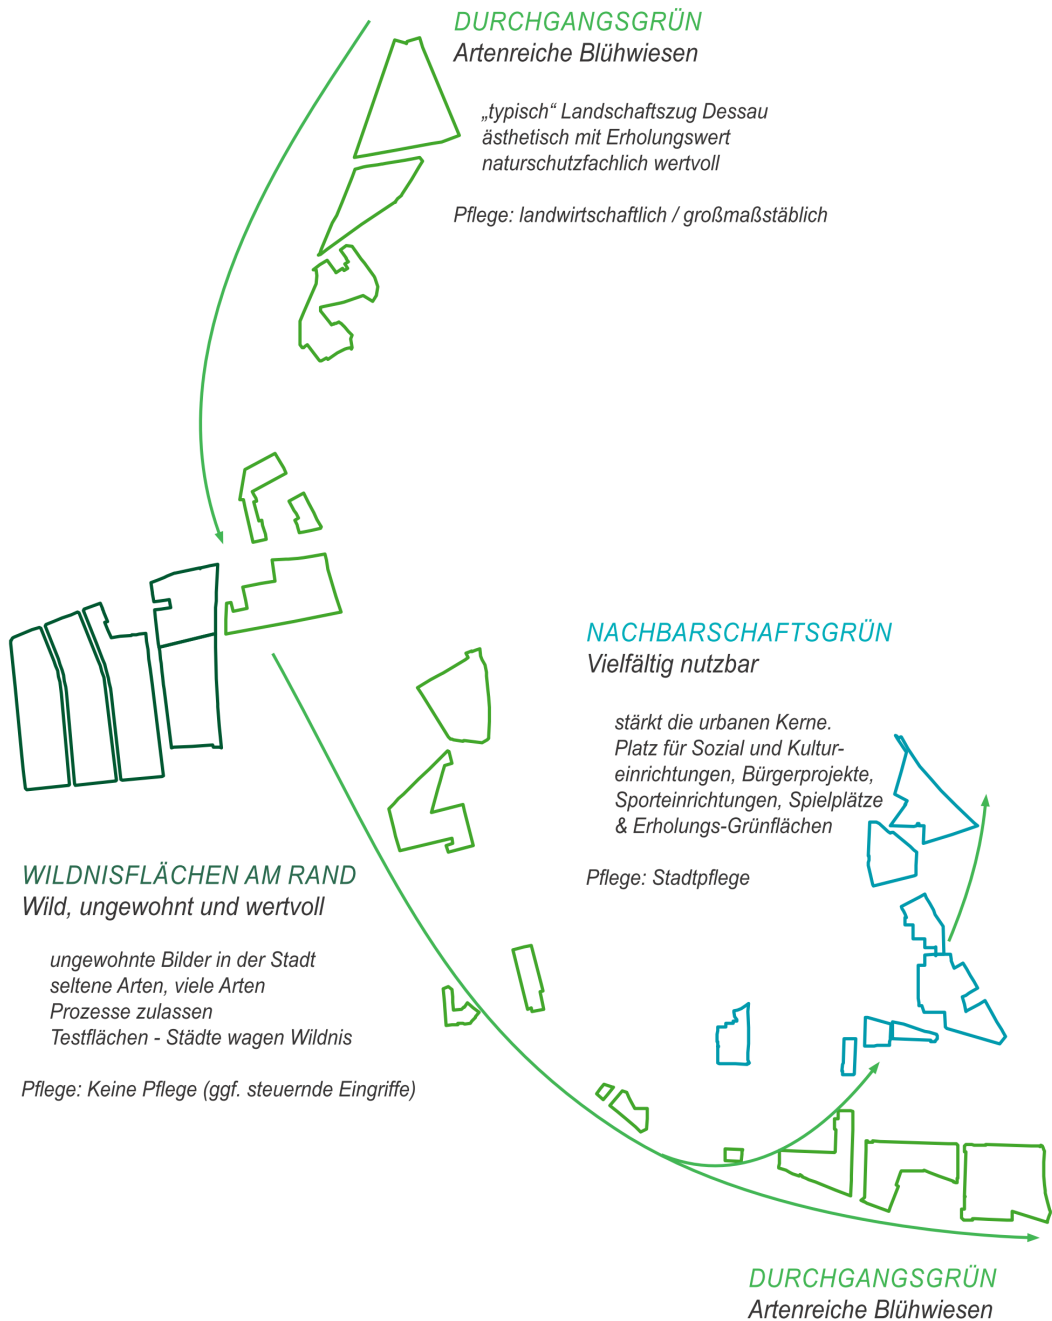 DURCHGANGSGRÜN
Artenreiche Blühwiesen
„typisch“ Landschaftszug Dessau
ästhetisch mit Erholungswert
naturschutzfachlich wertvoll
Pflege: landwirtschaftlich / großmaßstäblich
NACHBARSCHAFTSGRÜN
Vielfältig nutzbar
stärkt die urbanen Kerne.
Platz für Sozial und Kultur-
einrichtungen, Bürgerprojekte,
Sporteinrichtungen, Spielplätze
& Erholungs-Grünflächen
Pflege: Stadtpflege
WILDNISFLÄCHEN AM RAND
Wild, ungewohnt und wertvoll
ungewohnte Bilder in der Stadt
seltene Arten, viele Arten
Prozesse zulassen
Testflächen - Städte wagen Wildnis
Pflege: Keine Pflege (ggf. steuernde Eingriffe)
DURCHGANGSGRÜN
Artenreiche Blühwiesen